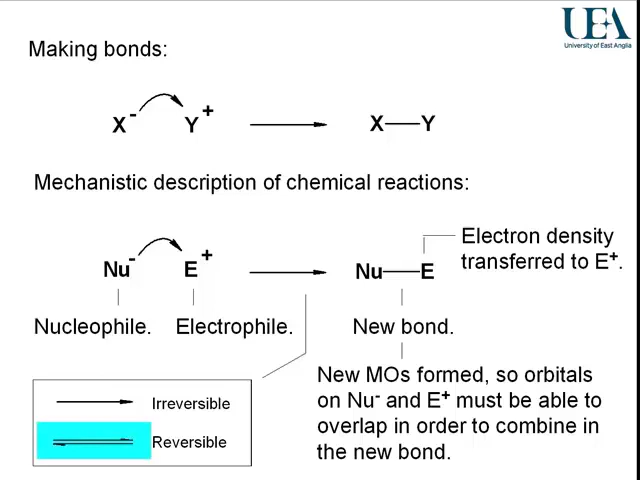 UEA
University of East Anglia
Making bonds:
X⁻ Y⁺ X—Y
Mechanistic description of chemical reactions:
Nu⁻ E⁺ Nu—E
Electron density
transferred to E⁺.
Nucleophile. Electrophile. New bond.
New MOs formed, so orbitals
on Nu⁻ and E⁺ must be able to
overlap in order to combine in
the new bond.
Irreversible
Reversible